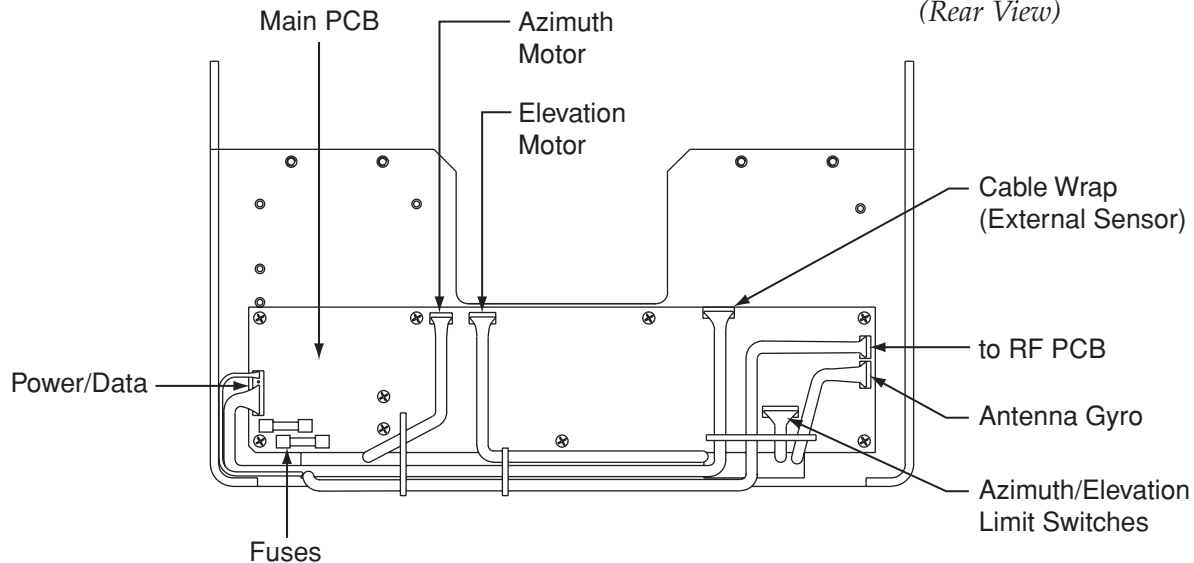 (Rear View)
Main PCB
Azimuth
Motor
Elevation
Motor
Cable Wrap
(External Sensor)
to RF PCB
Power/Data
Antenna Gyro
Azimuth/Elevation
Limit Switches
Fuses